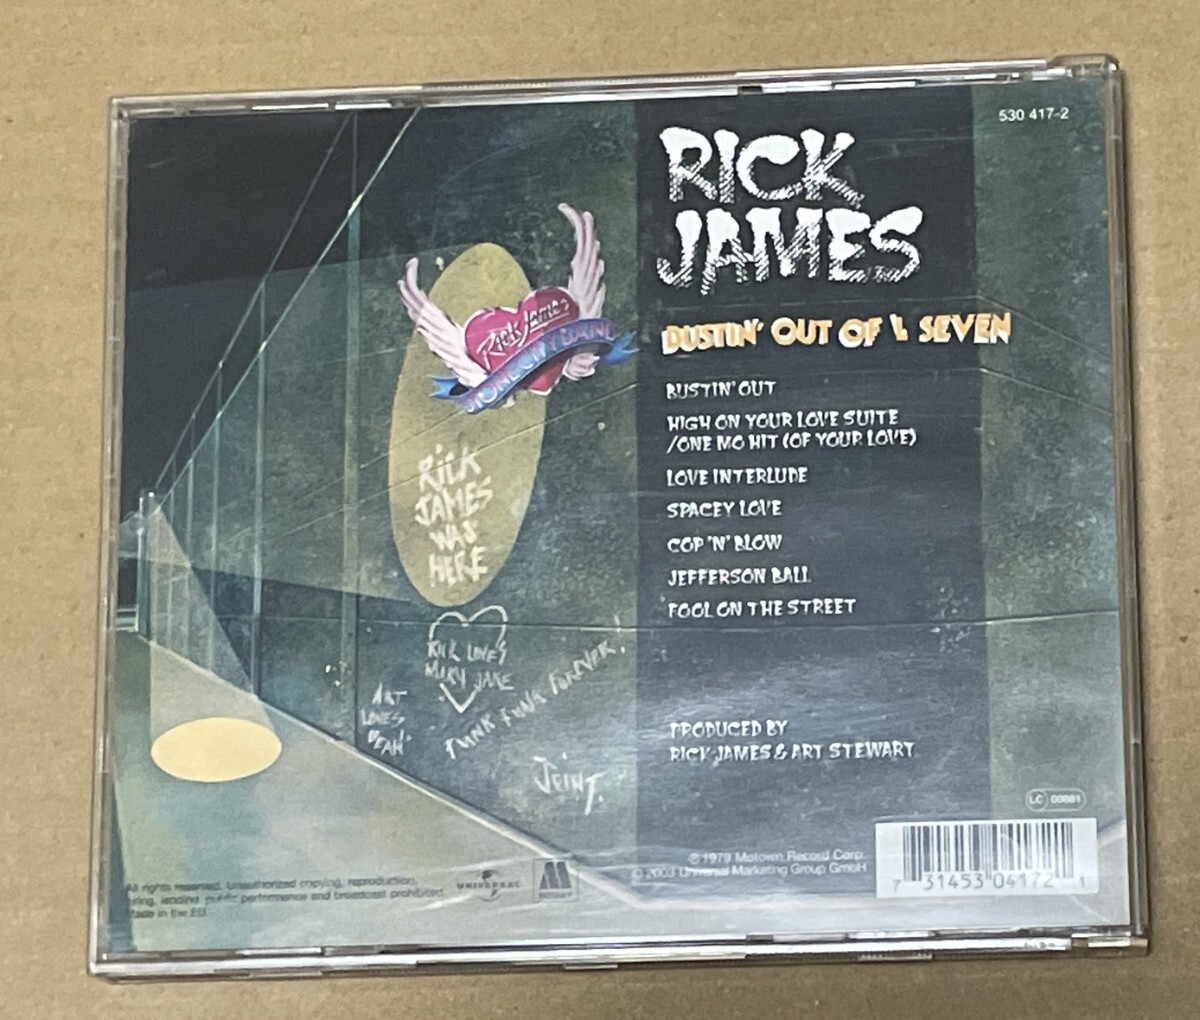 530 417-2
RICK
JAMES
BUSTIN' OUT OF L SEVEN
BUSTIN' OUT
HIGH ON YOUR LOVE SUITE
/ONE MO HIT (OF YOUR LOVE)
LOVE INTERLUDE
SPACEY LOVE
COP 'N' BLOW
JEFFERSON BALL
FOOL ON THE STREET
PRODUCED BY
RICK JAMES & ART STEWART
Rick James
STONE CITY BAND
RICK
JAMES
WAS
HERE
RICK LOVES
MARY JANE
ART
LOVES
PUNK FUNK FOREVER!
JOINT.
LC 00881
℗ 1979 Motown Record Corp.
© 2003 Universal Marketing Group GmbH
7 31453 04172 1
All rights reserved. Unauthorized copying, reproduction,
hiring, lending, public performance and broadcast prohibited.
Made in the EU.
UNIVERSAL